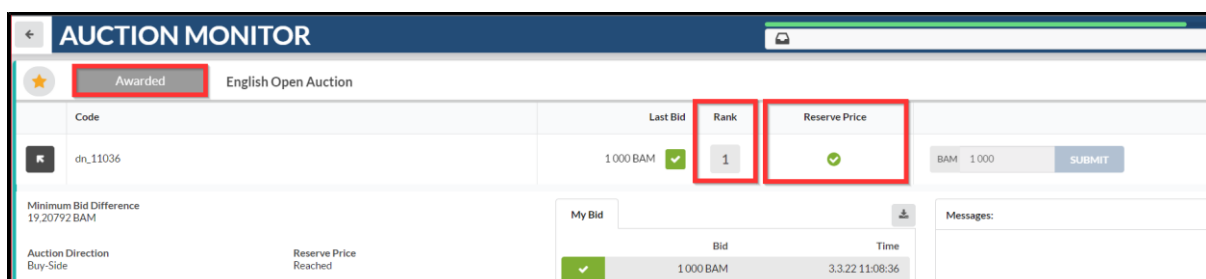 AUCTION MONITOR
Awarded English Open Auction
Code Last Bid Rank Reserve Price
dn_11036 1 000 BAM 1 BAM 1 000 SUBMIT
Minimum Bid Difference
19,20792 BAM
My Bid Messages:
Bid Time
Auction Direction Reserve Price
Buy-Side Reached
1 000 BAM 3.3.22 11:08:36